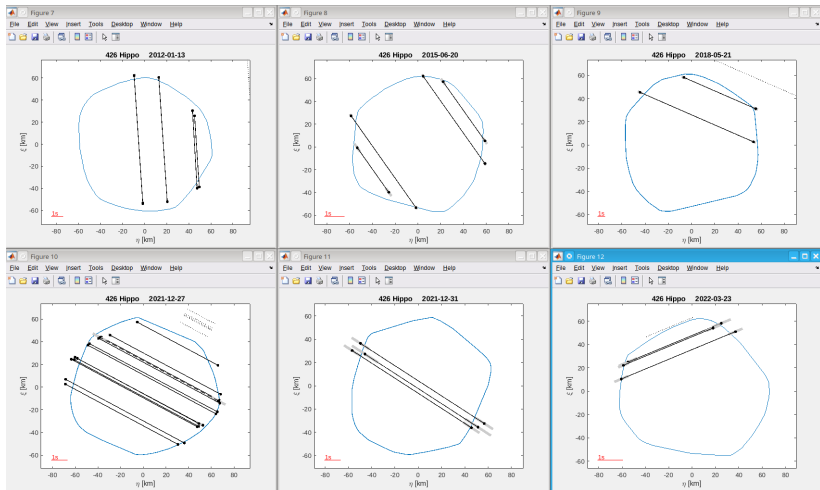 Figure 7
File Edit View Insert Tools Desktop Window Help
426 Hippo 2012-01-13
ξ [km]
60
40
20
0
-20
-40
-60
1s
-80 -60 -40 -20 0 20 40 60 80
η [km]
Figure 8
File Edit View Insert Tools Desktop Window Help
426 Hippo 2015-06-20
ξ [km]
60
40
20
0
-20
-40
-60
1s
-80 -60 -40 -20 0 20 40 60 80
η [km]
Figure 9
File Edit View Insert Tools Desktop Window Help
426 Hippo 2018-05-21
ξ [km]
60
40
20
0
-20
-40
-60
1s
-80 -60 -40 -20 0 20 40 60 80
η [km]
Figure 10
File Edit View Insert Tools Desktop Window Help
426 Hippo 2021-12-27
ξ [km]
60
40
20
0
-20
-40
-60
1s
-80 -60 -40 -20 0 20 40 60 80
η [km]
Figure 11
File Edit View Insert Tools Desktop Window Help
426 Hippo 2021-12-31
ξ [km]
60
40
20
0
-20
-40
-60
1s
-80 -60 -40 -20 0 20 40 60 80
η [km]
Figure 12
File Edit View Insert Tools Desktop Window Help
426 Hippo 2022-03-23
ξ [km]
60
40
20
0
-20
-40
-60
1s
-80 -60 -40 -20 0 20 40 60 80
η [km]